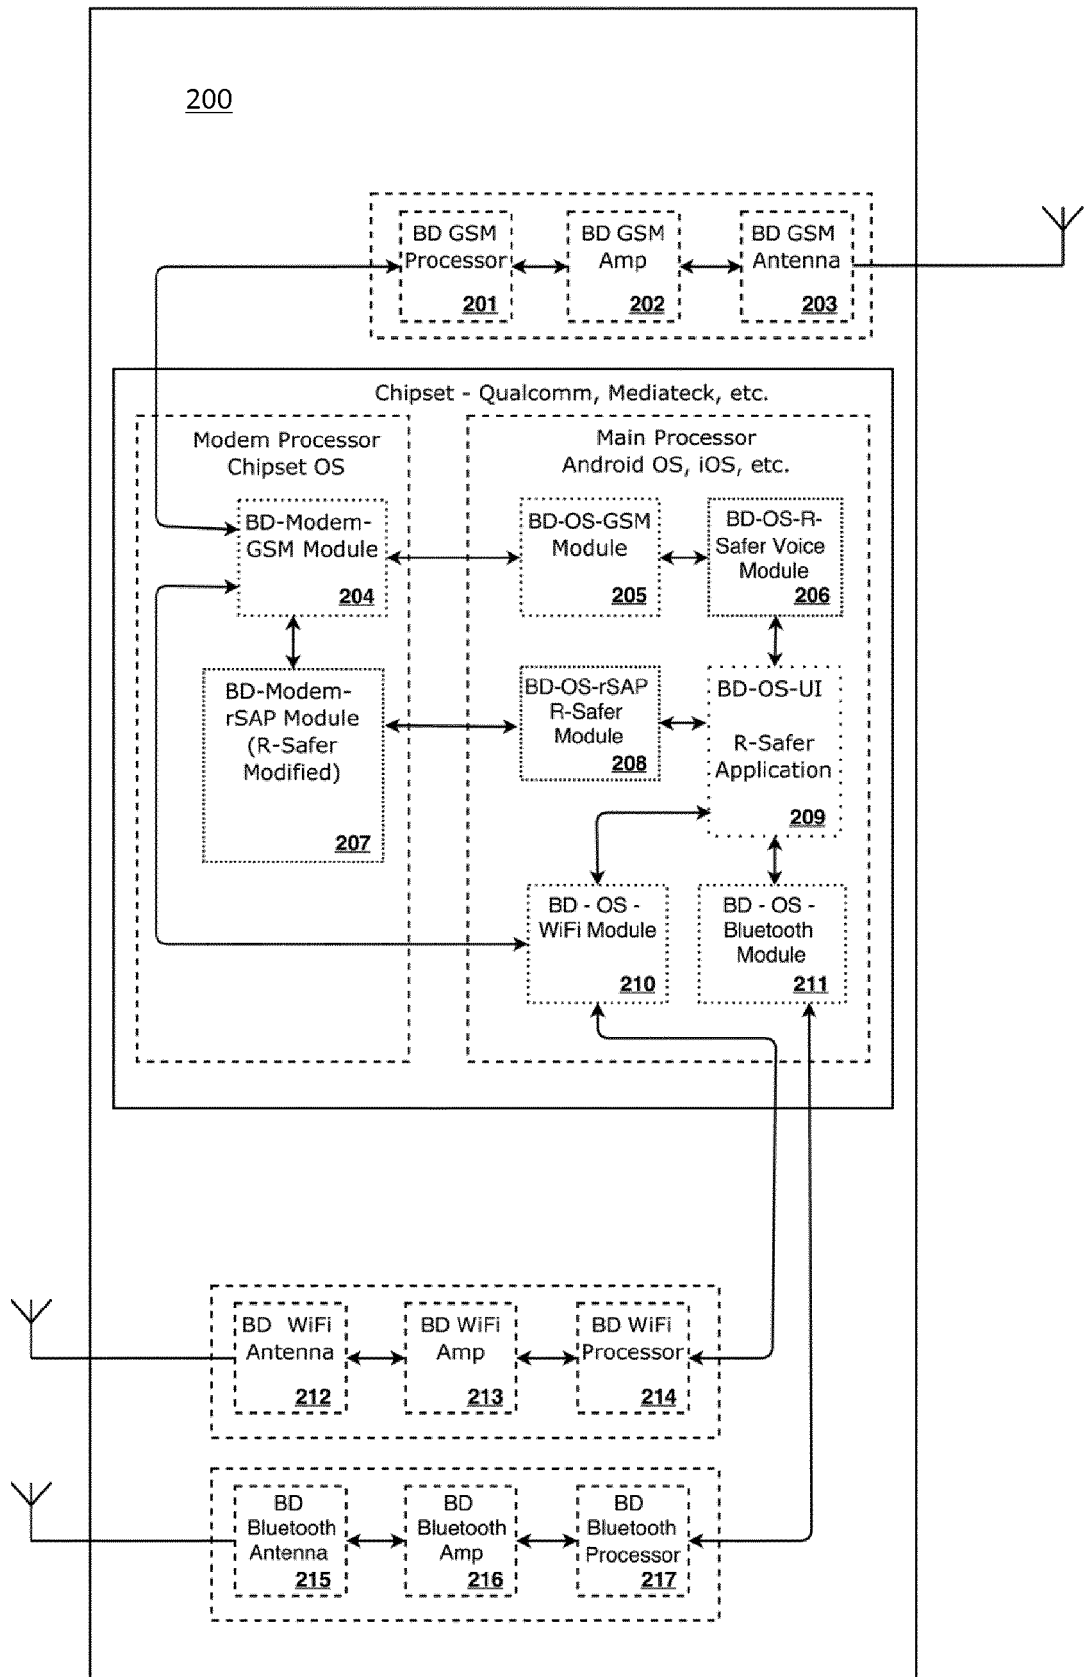 200
BD GSM
Processor
201
BD GSM
Amp
202
BD GSM
Antenna
203
Chipset - Qualcomm, Mediateck, etc.
Modem Processor
Chipset OS
Main Processor
Android OS, iOS, etc.
BD-Modem-
GSM Module
204
BD-OS-GSM
Module
205
BD-OS-R-
Safer Voice
Module
206
BD-Modem-
rSAP Module
(R-Safer
Modified)
207
BD-OS-rSAP
R-Safer
Module
208
BD-OS-UI
R-Safer
Application
209
BD - OS -
WiFi Module
210
BD - OS -
Bluetooth
Module
211
BD WiFi
Antenna
212
BD WiFi
Amp
213
BD WiFi
Processor
214
BD
Bluetooth
Antenna
215
BD
Bluetooth
Amp
216
BD
Bluetooth
Processor
217